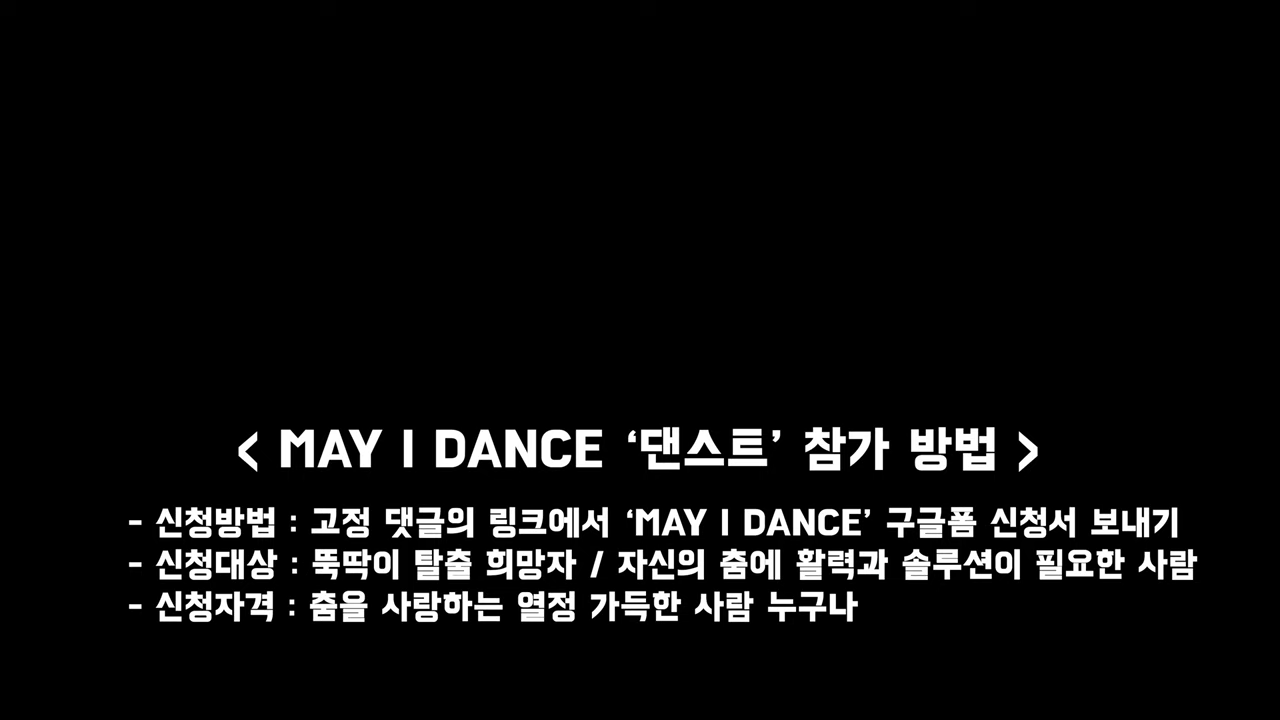 < MAY I DANCE ‘댄스트’ 참가 방법 >
- 신청방법 : 고정 댓글의 링크에서 ‘MAY I DANCE’ 구글폼 신청서 보내기
- 신청대상 : 뚝딱이 탈출 희망자 / 자신의 춤에 활력과 솔루션이 필요한 사람
- 신청자격 : 춤을 사랑하는 열정 가득한 사람 누구나